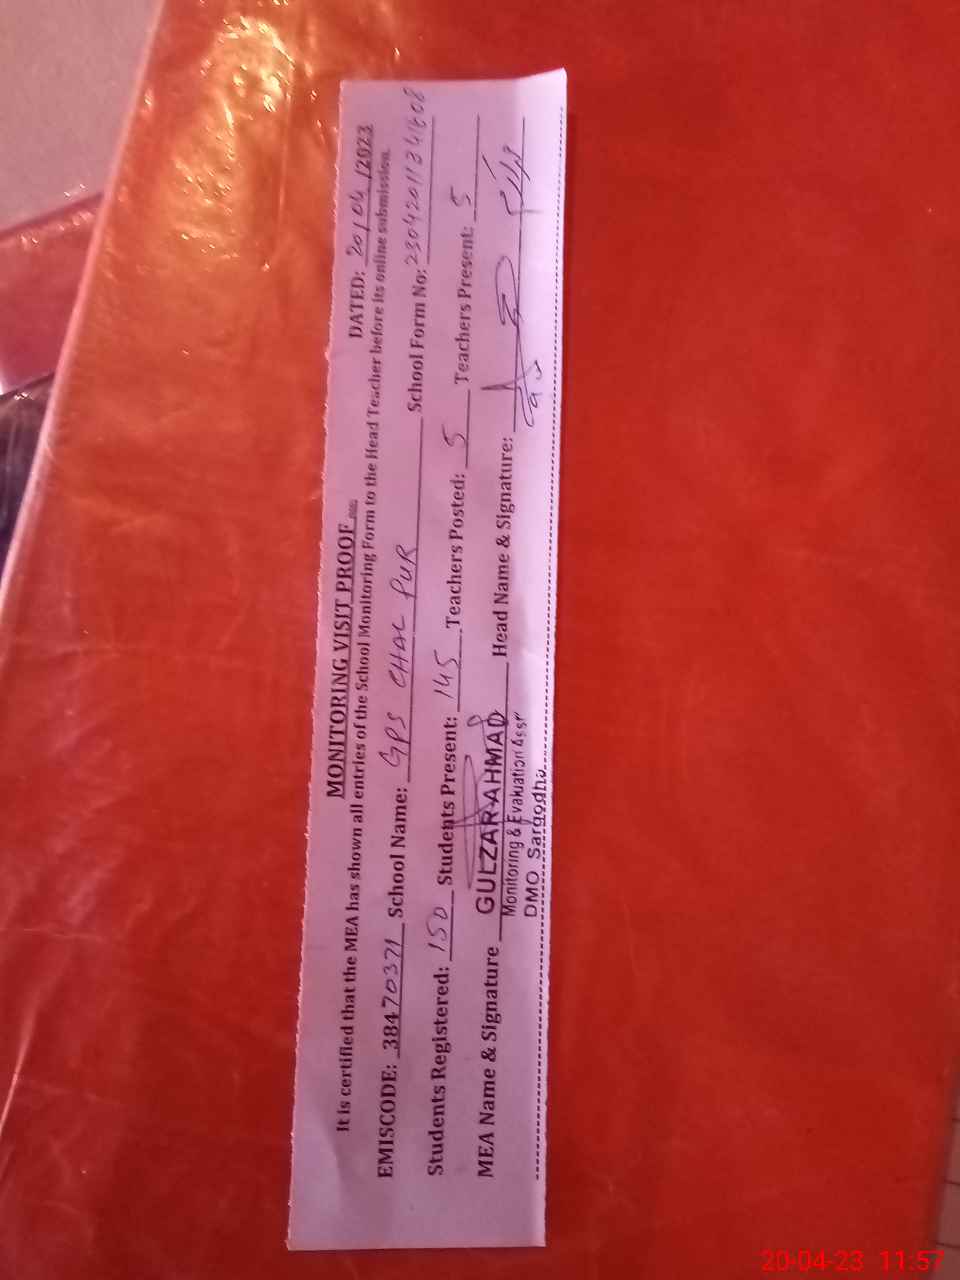 MONITORING VISIT PROOF
DATED: 20/04/2023
It is certified that the MEA has shown all entries of the School Monitoring Form to the Head Teacher before its online submission.
EMISCODE: 38470371 School Name: GPS CHAK PUR School Form No:
Students Registered: 150 Students Present: 145 Teachers Posted: 5 Teachers Present: 5
MEA Name & Signature GULZAR AHMAD Head Name & Signature:
Monitoring & Evaluation Asst
DMO Sargodha
20-04-23 11:57